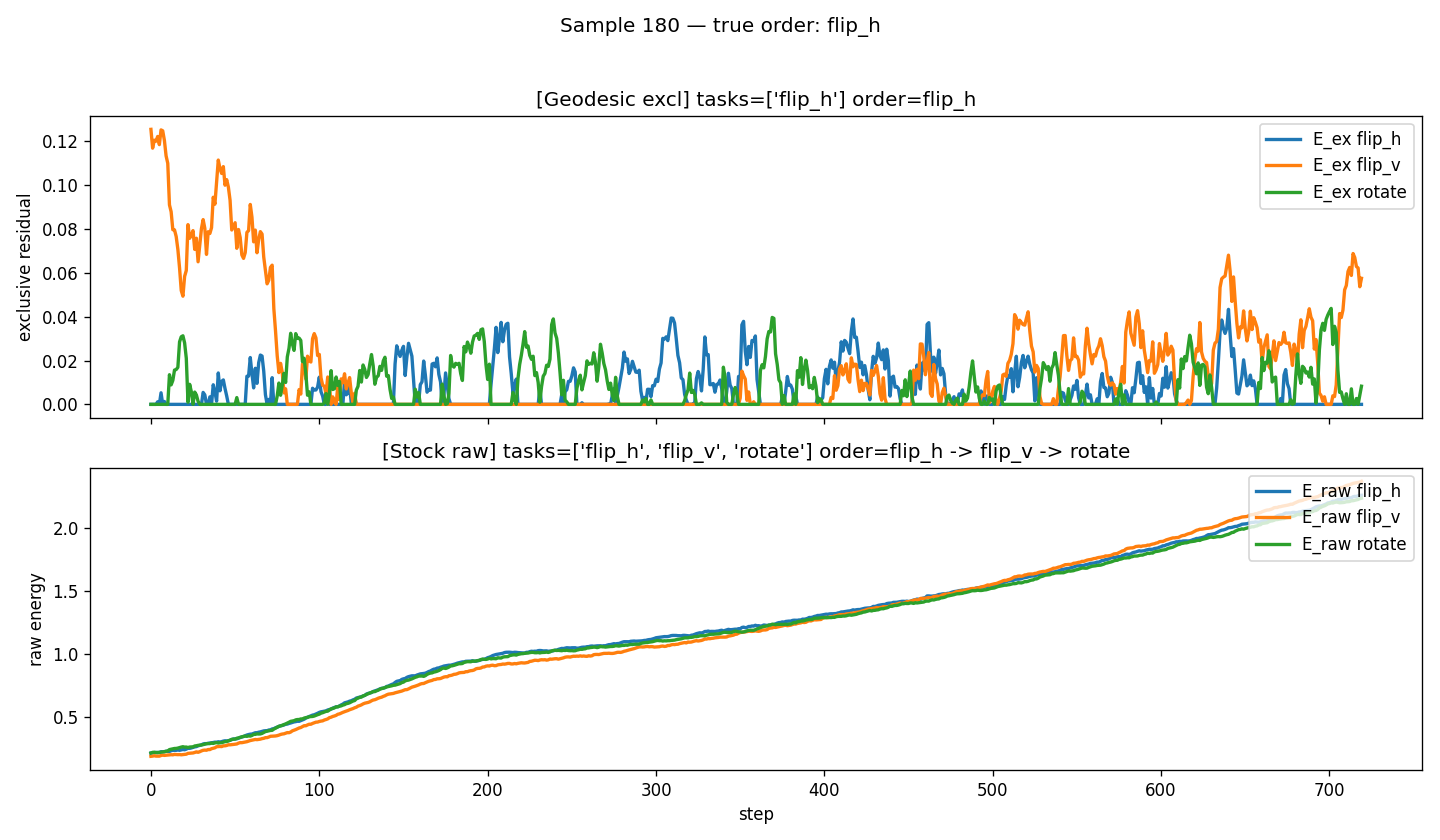 Sample 180 — true order: flip_h
[Geodesic excl] tasks=['flip_h'] order=flip_h
exclusive residual
0.12
0.10
0.08
0.06
0.04
0.02
0.00
E_ex flip_h
E_ex flip_v
E_ex rotate
[Stock raw] tasks=['flip_h', 'flip_v', 'rotate'] order=flip_h -> flip_v -> rotate
raw energy
2.0
1.5
1.0
0.5
E_raw flip_h
E_raw flip_v
E_raw rotate
0 100 200 300 400 500 600 700
step